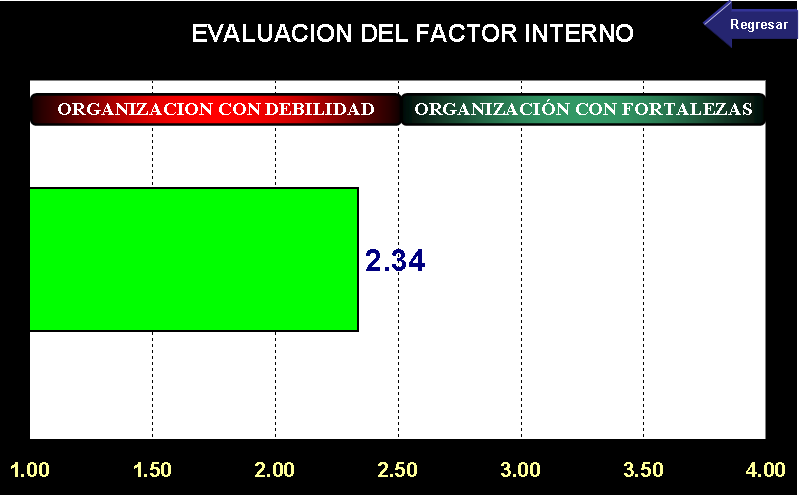 EVALUACION DEL FACTOR INTERNO
Regresar
ORGANIZACION CON DEBILIDAD
ORGANIZACIÓN CON FORTALEZAS
2.34
1.00 1.50 2.00 2.50 3.00 3.50 4.00